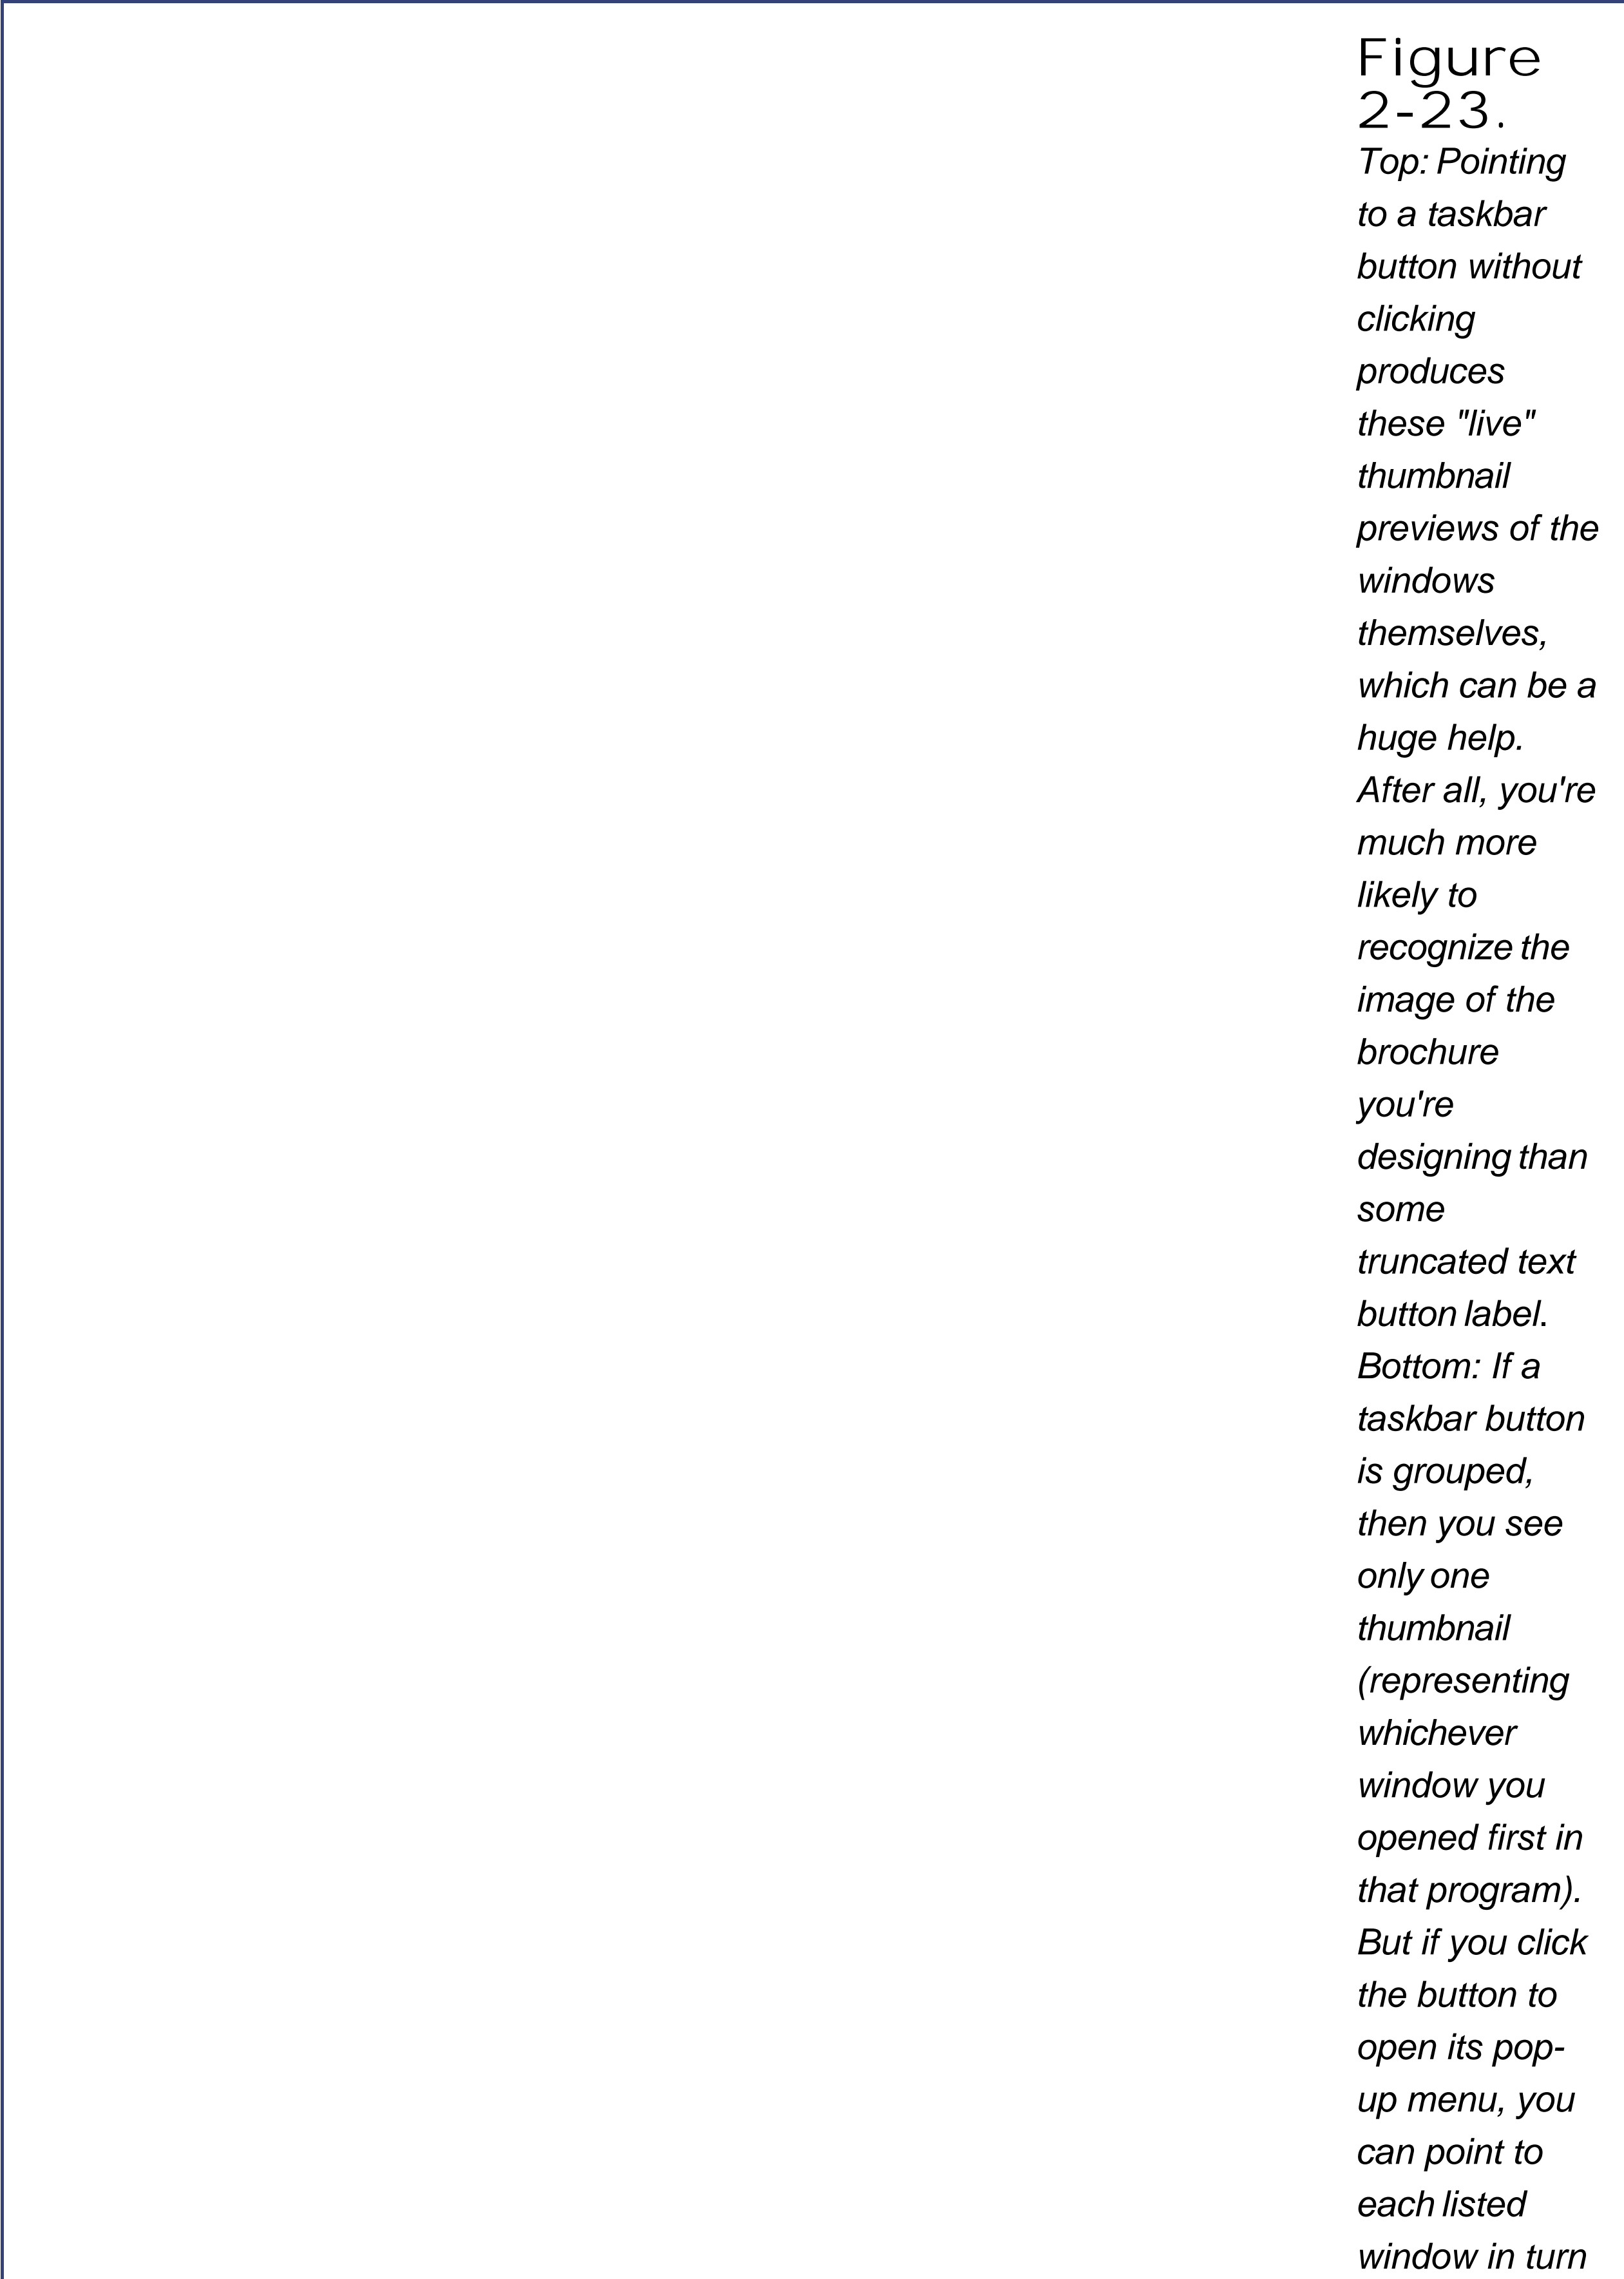 Figure
2-23.
Top: Pointing
to a taskbar
button without
clicking
produces
these "live"
thumbnail
previews of the
windows
themselves,
which can be a
huge help.
After all, you're
much more
likely to
recognize the
image of the
brochure
you're
designing than
some
truncated text
button label.
Bottom: If a
taskbar button
is grouped,
then you see
only one
thumbnail
(representing
whichever
window you
opened first in
that program).
But if you click
the button to
open its pop-
up menu, you
can point to
each listed
window in turn